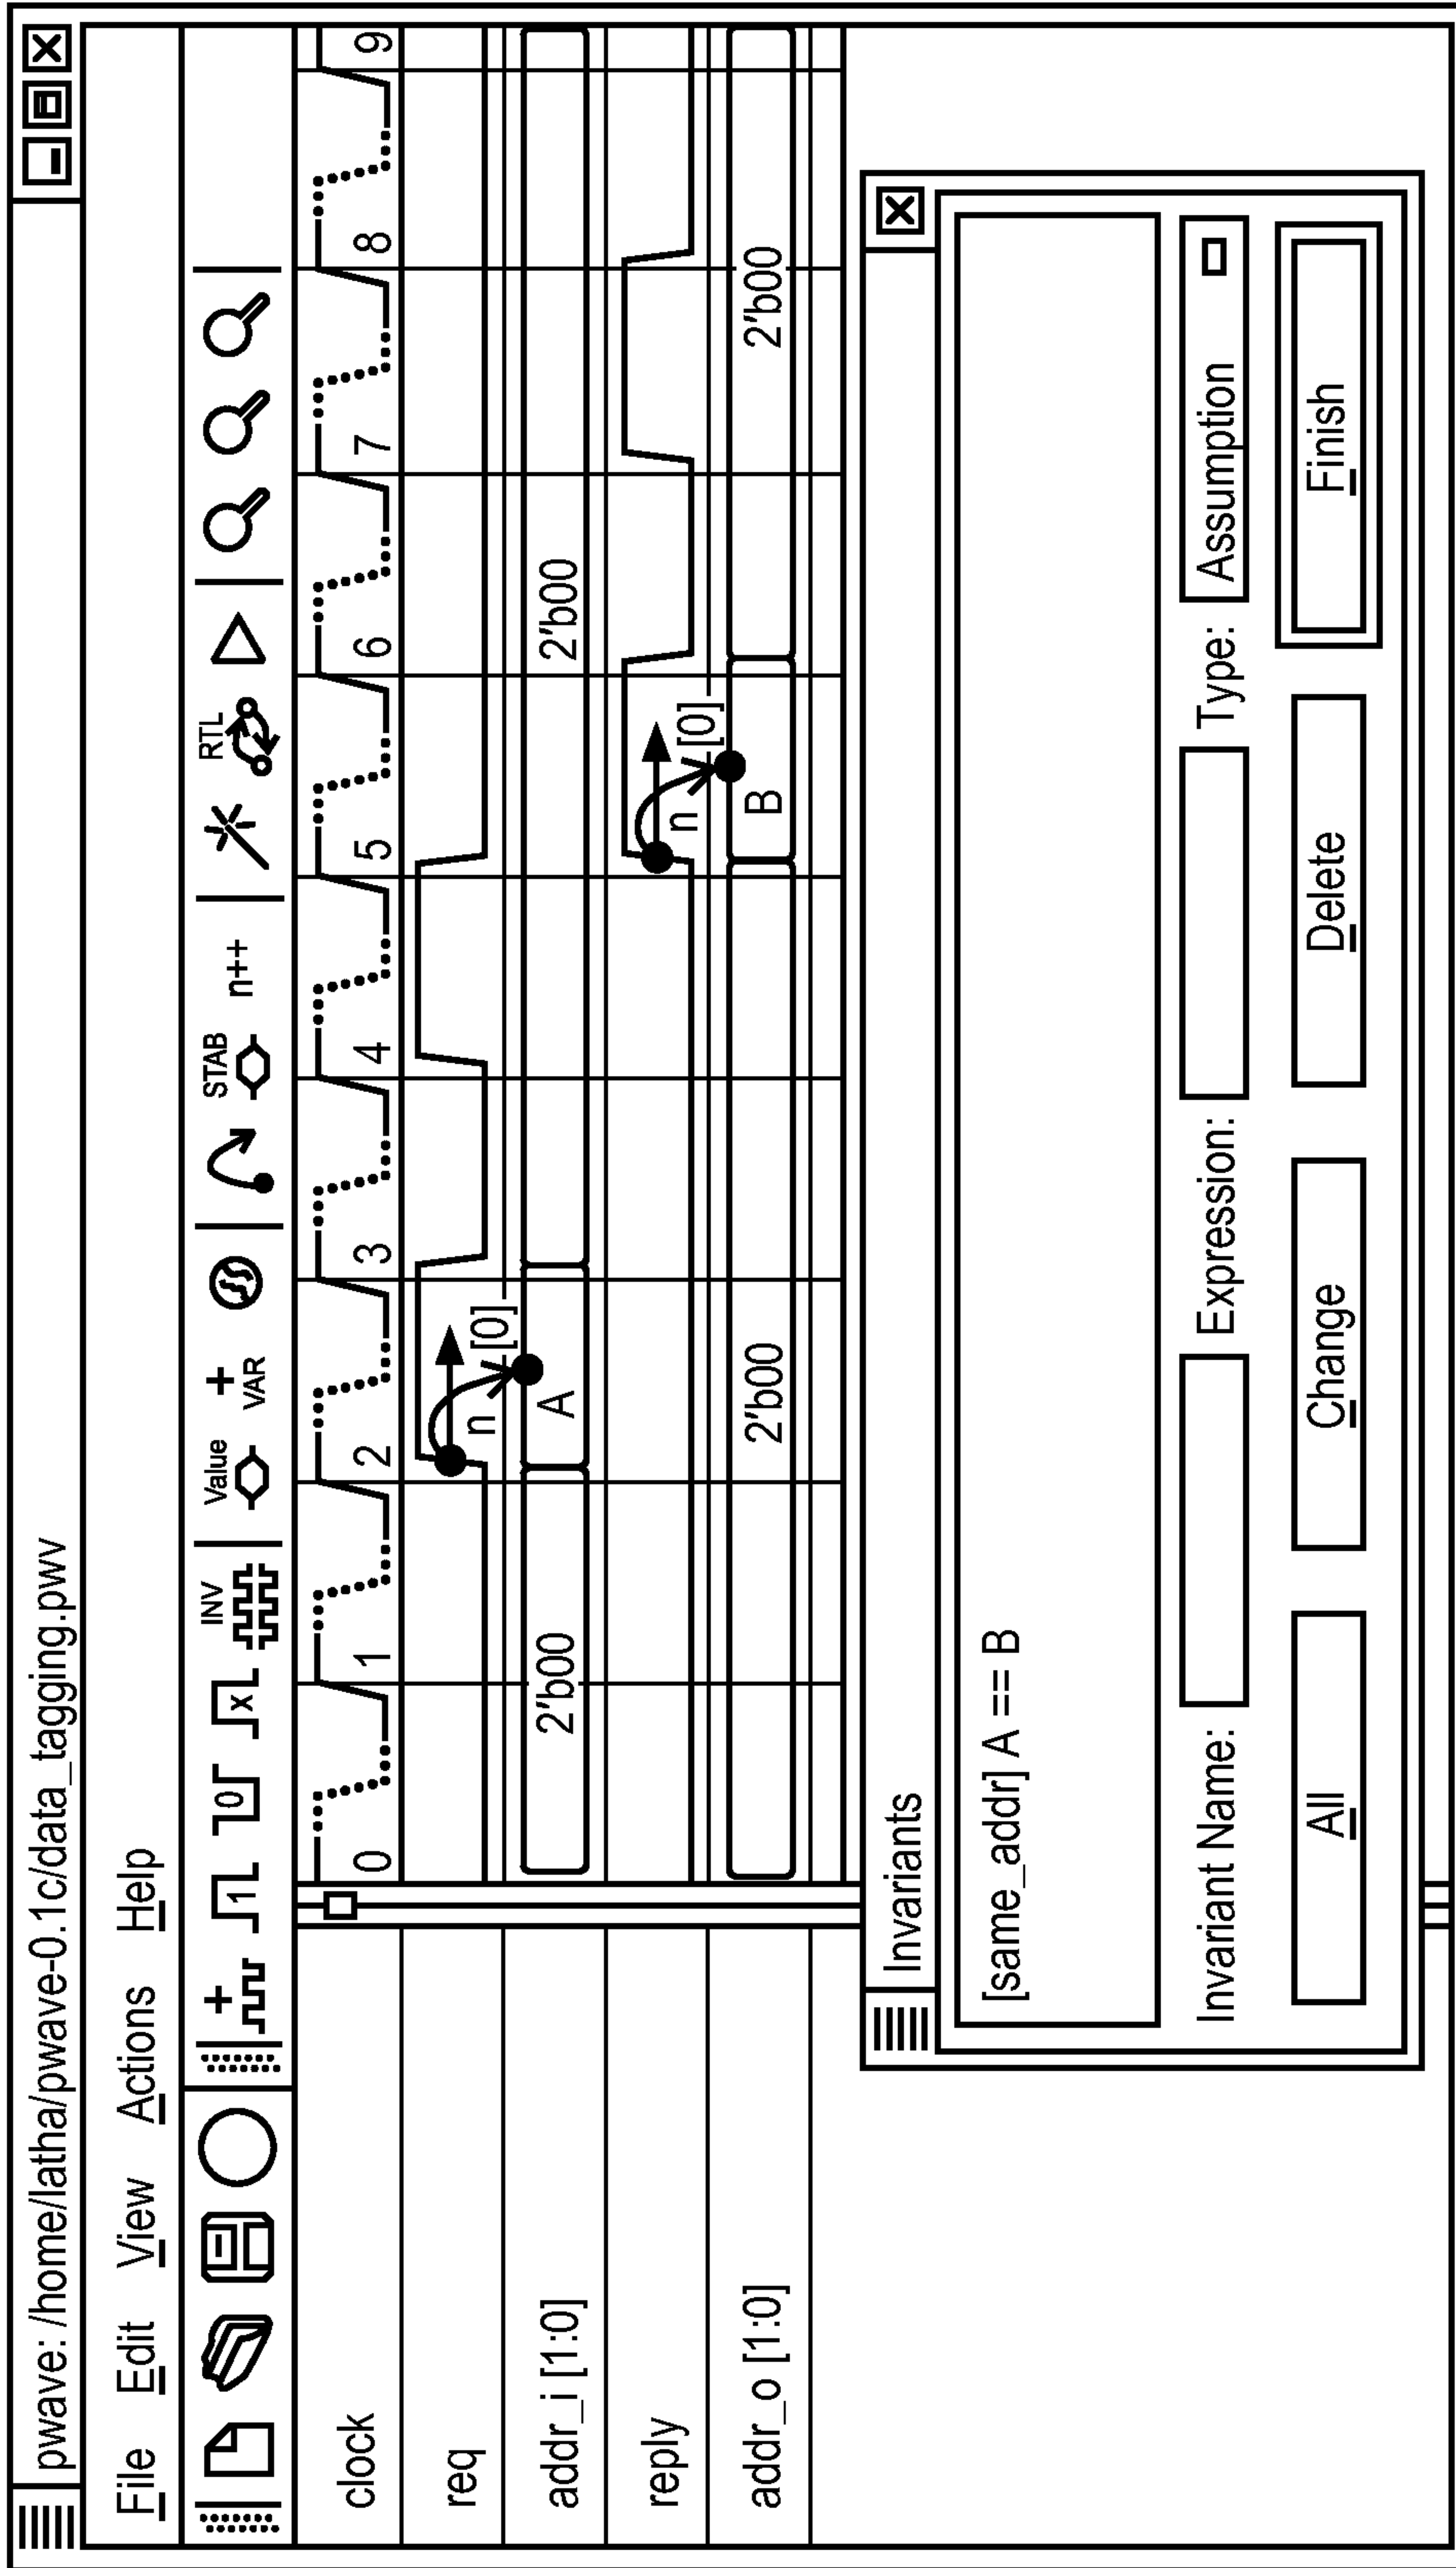 pwave: /home/latha/pwave-0.1c/data_tagging.pwv
File Edit View Actions Help
1 0 x INV Value + VAR STAB n++ RTL
clock
0 1 2 3 4 5 6 7 8 9
req
n [0]
addr_i [1:0]
2'b00 A 2'b00
reply
n [0]
addr_o [1:0]
2'b00 B 2'b00
Invariants
[same_addr] A == B
Invariant Name: Expression: Type: Assumption
All Change Delete Finish